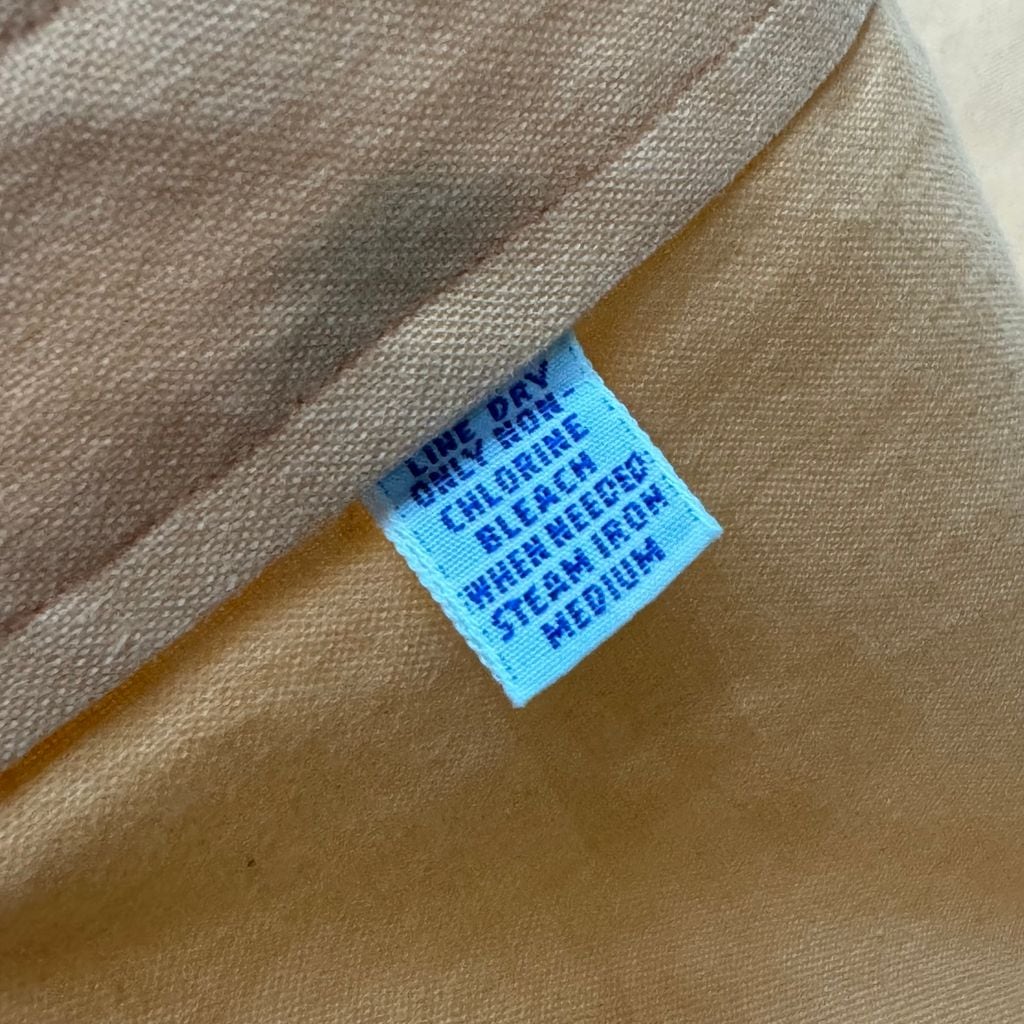 LINE DRY
ONLY NON-
CHLORINE
BLEACH
WHEN NEEDED
STEAM IRON
MEDIUM